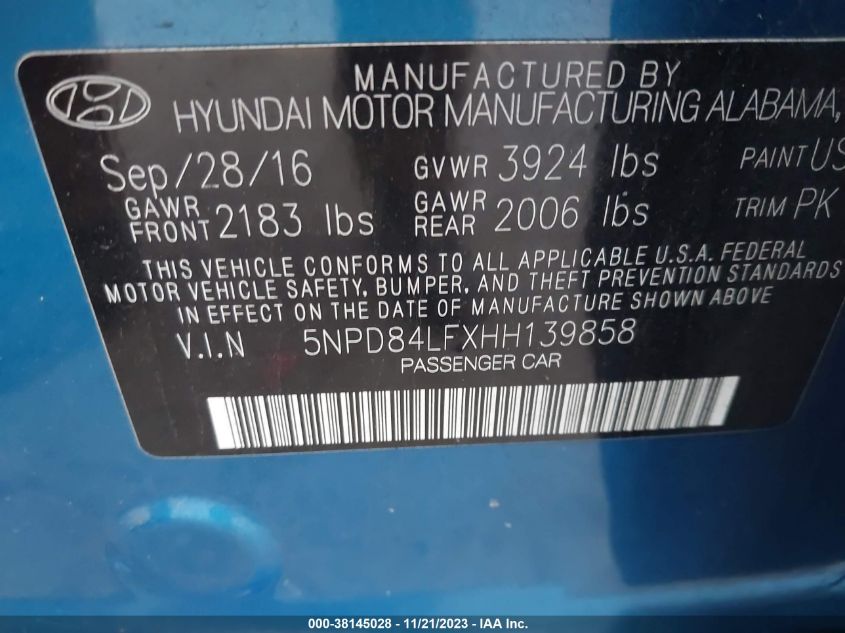 MANUFACTURED BY
HYUNDAI MOTOR MANUFACTURING ALABAMA,
Sep/28/16 GVWR 3924 lbs PAINT US
GAWR FRONT 2183 lbs GAWR REAR 2006 lbs TRIM PK
THIS VEHICLE CONFORMS TO ALL APPLICABLE U.S.A. FEDERAL
MOTOR VEHICLE SAFETY, BUMPER, AND THEFT PREVENTION STANDARDS
IN EFFECT ON THE DATE OF MANUFACTURE SHOWN ABOVE
V.I.N 5NPD84LFXHH139858
PASSENGER CAR
000-38145028 - 11/21/2023 - IAA Inc.